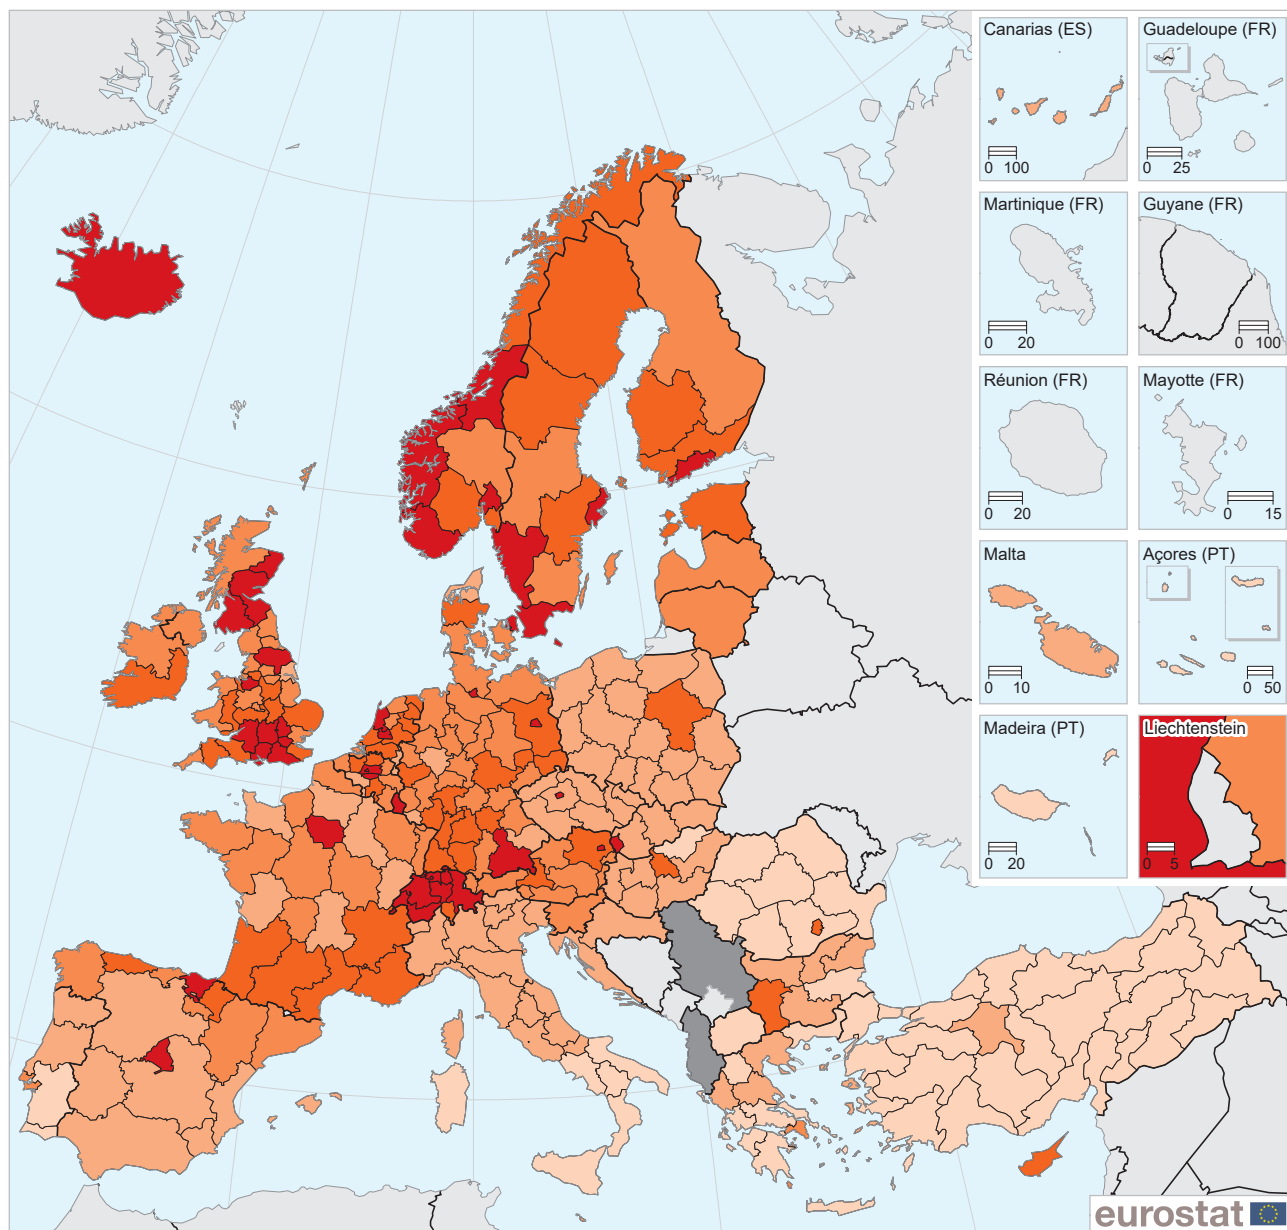 Canarias (ES)
0 100
Guadeloupe (FR)
0 25
Martinique (FR)
0 20
Guyane (FR)
0 100
Réunion (FR)
0 20
Mayotte (FR)
0 15
Malta
0 10
Açores (PT)
0 50
Madeira (PT)
0 20
Liechtenstein
0 5
eurostat